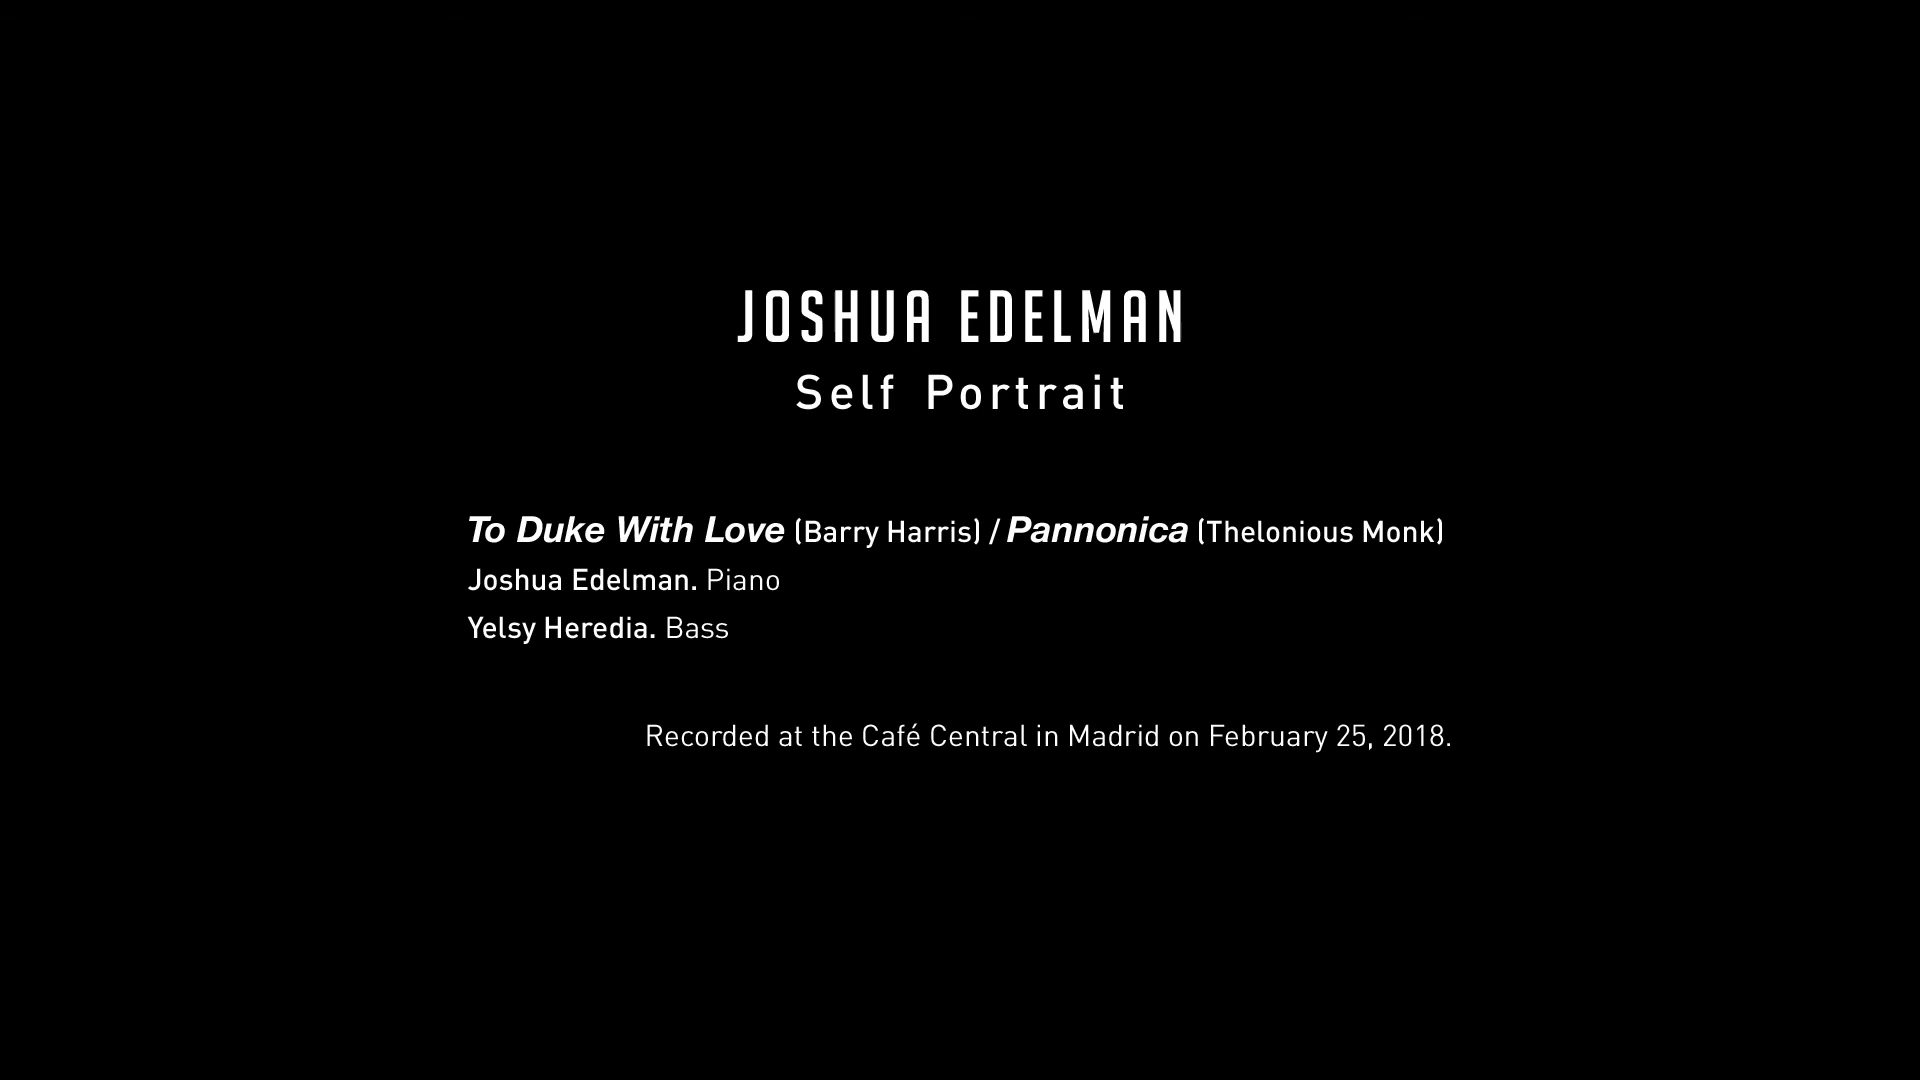 JOSHUA EDELMAN
Self Portrait
To Duke With Love (Barry Harris) / Pannonica (Thelonious Monk)
Joshua Edelman. Piano
Yelsy Heredia. Bass
Recorded at the Café Central in Madrid on February 25, 2018.